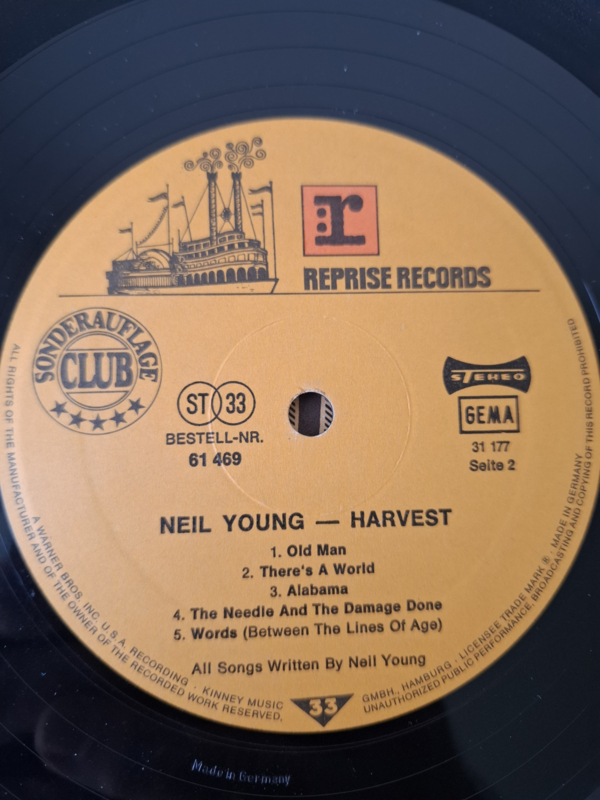 r
REPRISE RECORDS
SONDERAUFLAGE
CLUB
ST 33
BESTELL-NR.
61 469
STEREO
GEMA
31 177
Seite 2
NEIL YOUNG — HARVEST
1. Old Man
2. There's A World
3. Alabama
4. The Needle And The Damage Done
5. Words (Between The Lines Of Age)
All Songs Written By Neil Young
33
ALL RIGHTS OF THE MANUFACTURER AND OF THE OWNER OF THE RECORDED WORK RESERVED.
A WARNER BROS. INC. U.S.A. RECORDING · KINNEY MUSIC GMBH., HAMBURG · LICENSEE TRADE MARK ® · MADE IN GERMANY
UNAUTHORIZED PUBLIC PERFORMANCE, BROADCASTING AND COPYING OF THIS RECORD PROHIBITED
Made in Germany